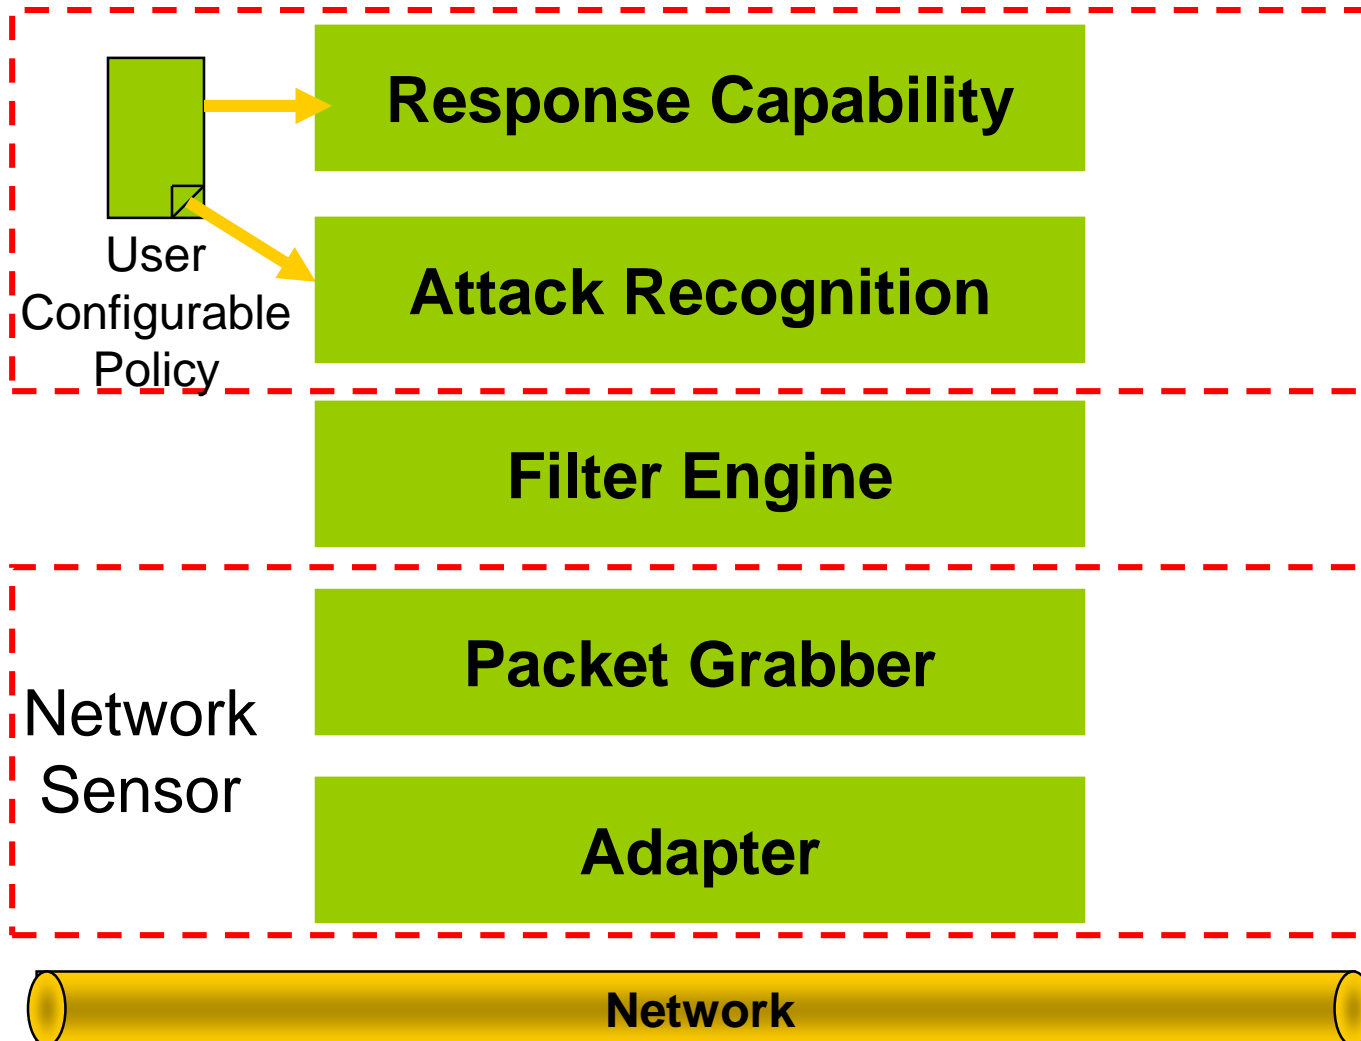 Response Capability
User
Configurable
Policy
Attack Recognition
Filter Engine
Network
Sensor
Packet Grabber
Adapter
Network